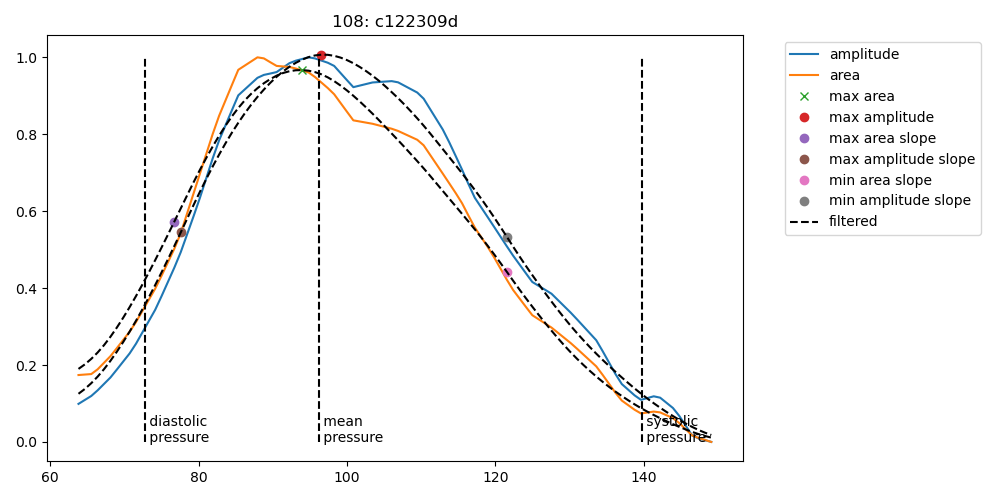 108: c122309d
1.0
0.8
0.6
0.4
0.2
0.0
60
80
100
120
140
diastolic
pressure
mean
pressure
systolic
pressure
amplitude
area
max area
max amplitude
max area slope
max amplitude slope
min area slope
min amplitude slope
filtered